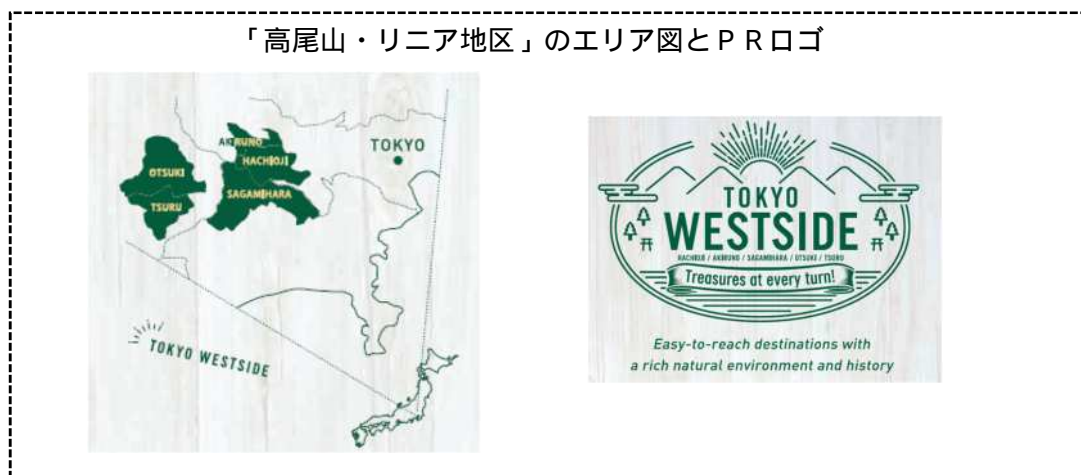 「高尾山・リニア地区」のエリア図とＰＲロゴ
AKIRUNO
TOKYO
HACHIOJI
OTSUKI
SAGAMIHARA
TSURU
TOKYO WESTSIDE
TOKYO
WESTSIDE
HACHIOJI / AKIRUNO / SAGAMIHARA / OTSUKI / TSURU
Treasures at every turn!
Easy-to-reach destinations with
a rich natural environment and history